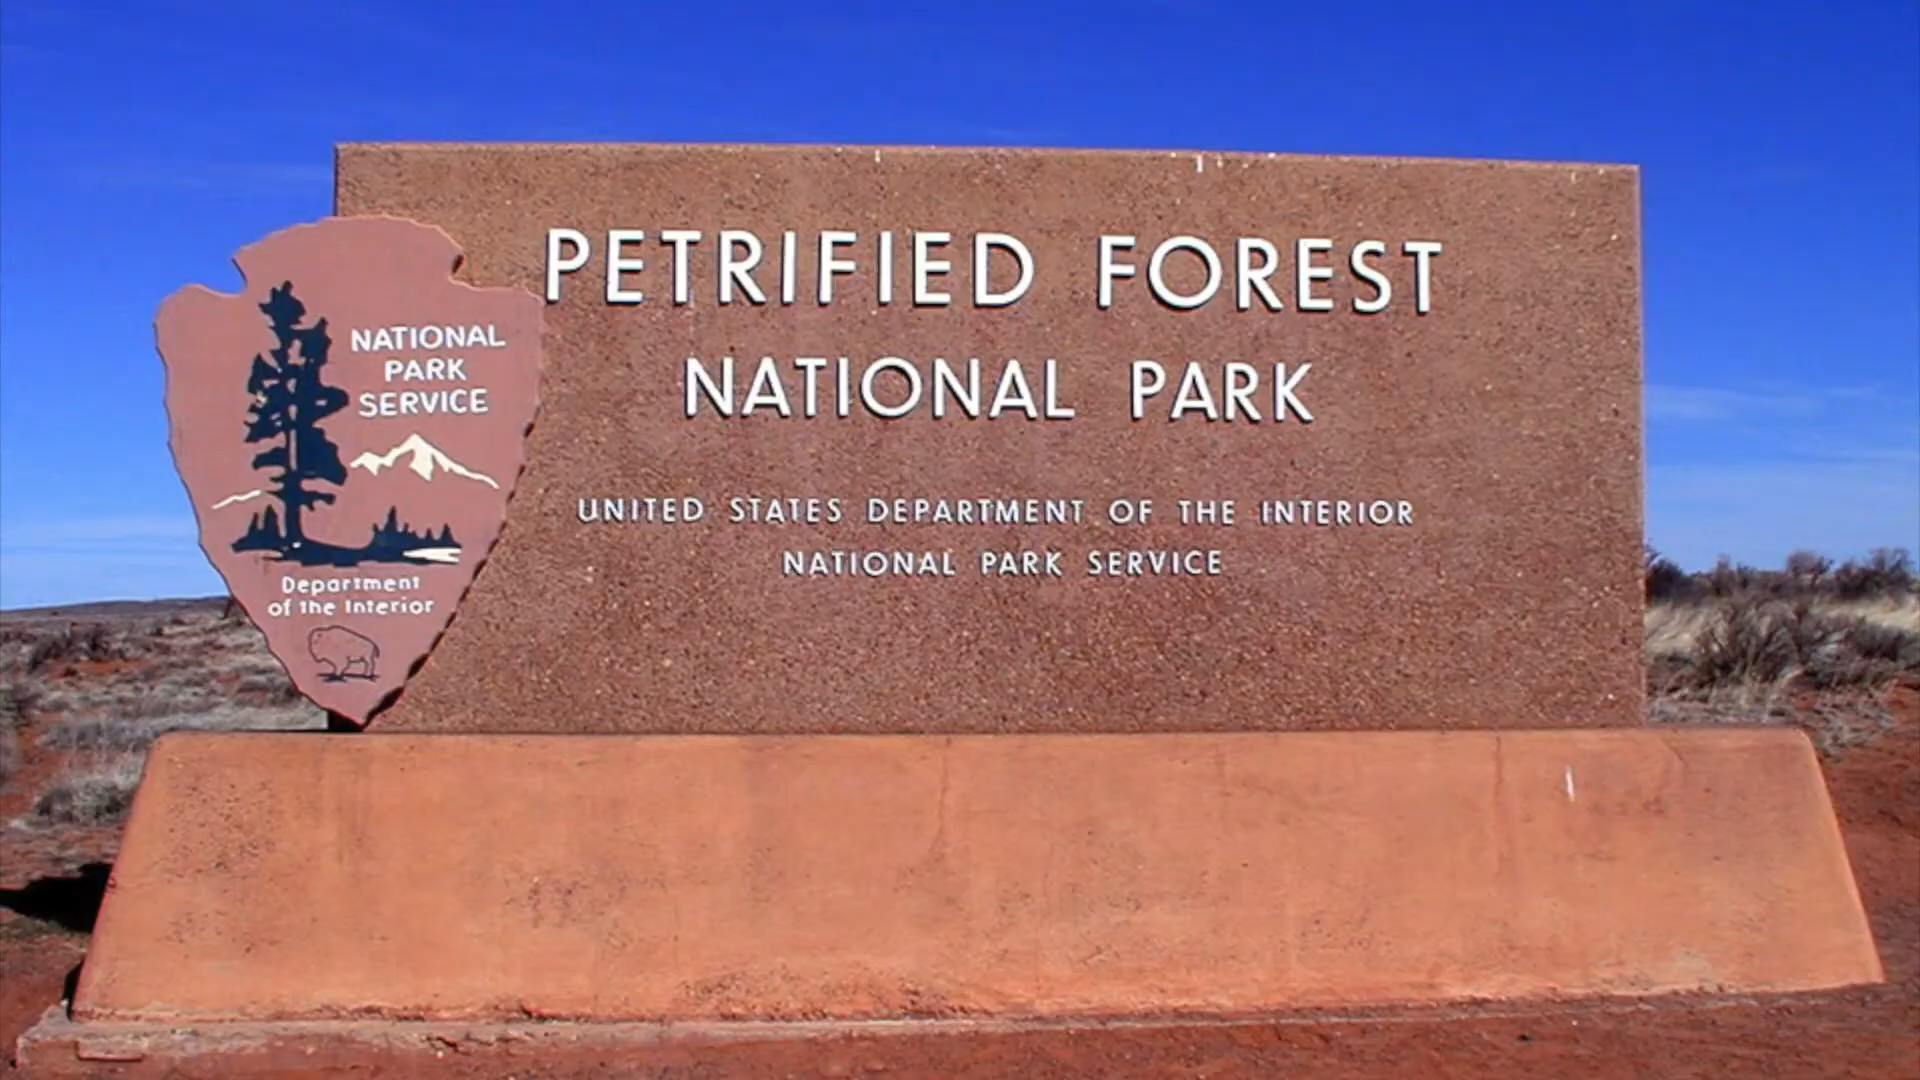 PETRIFIED FOREST
NATIONAL PARK
UNITED STATES DEPARTMENT OF THE INTERIOR
NATIONAL PARK SERVICE
NATIONAL
PARK
SERVICE
Department
of the Interior